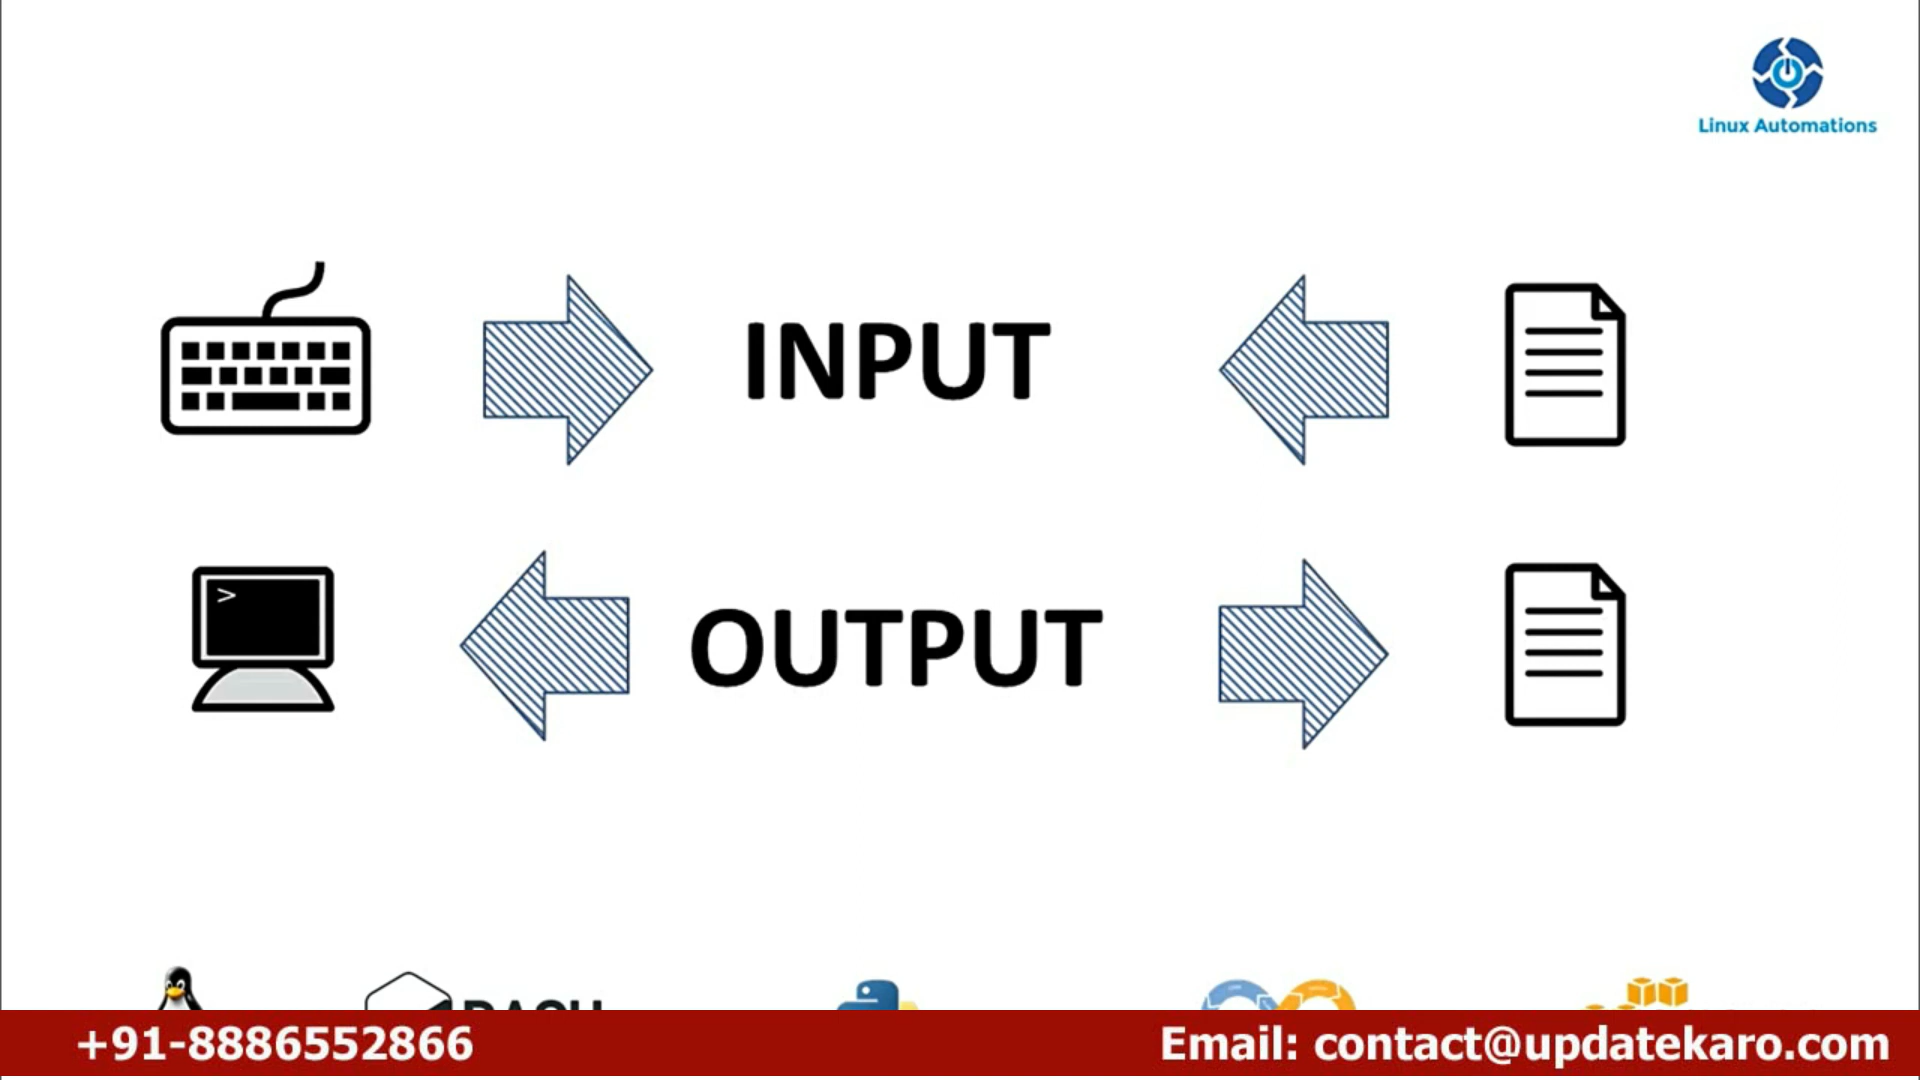 Linux Automations
INPUT
>
OUTPUT
+91-8886552866
Email: contact@updatekaro.com